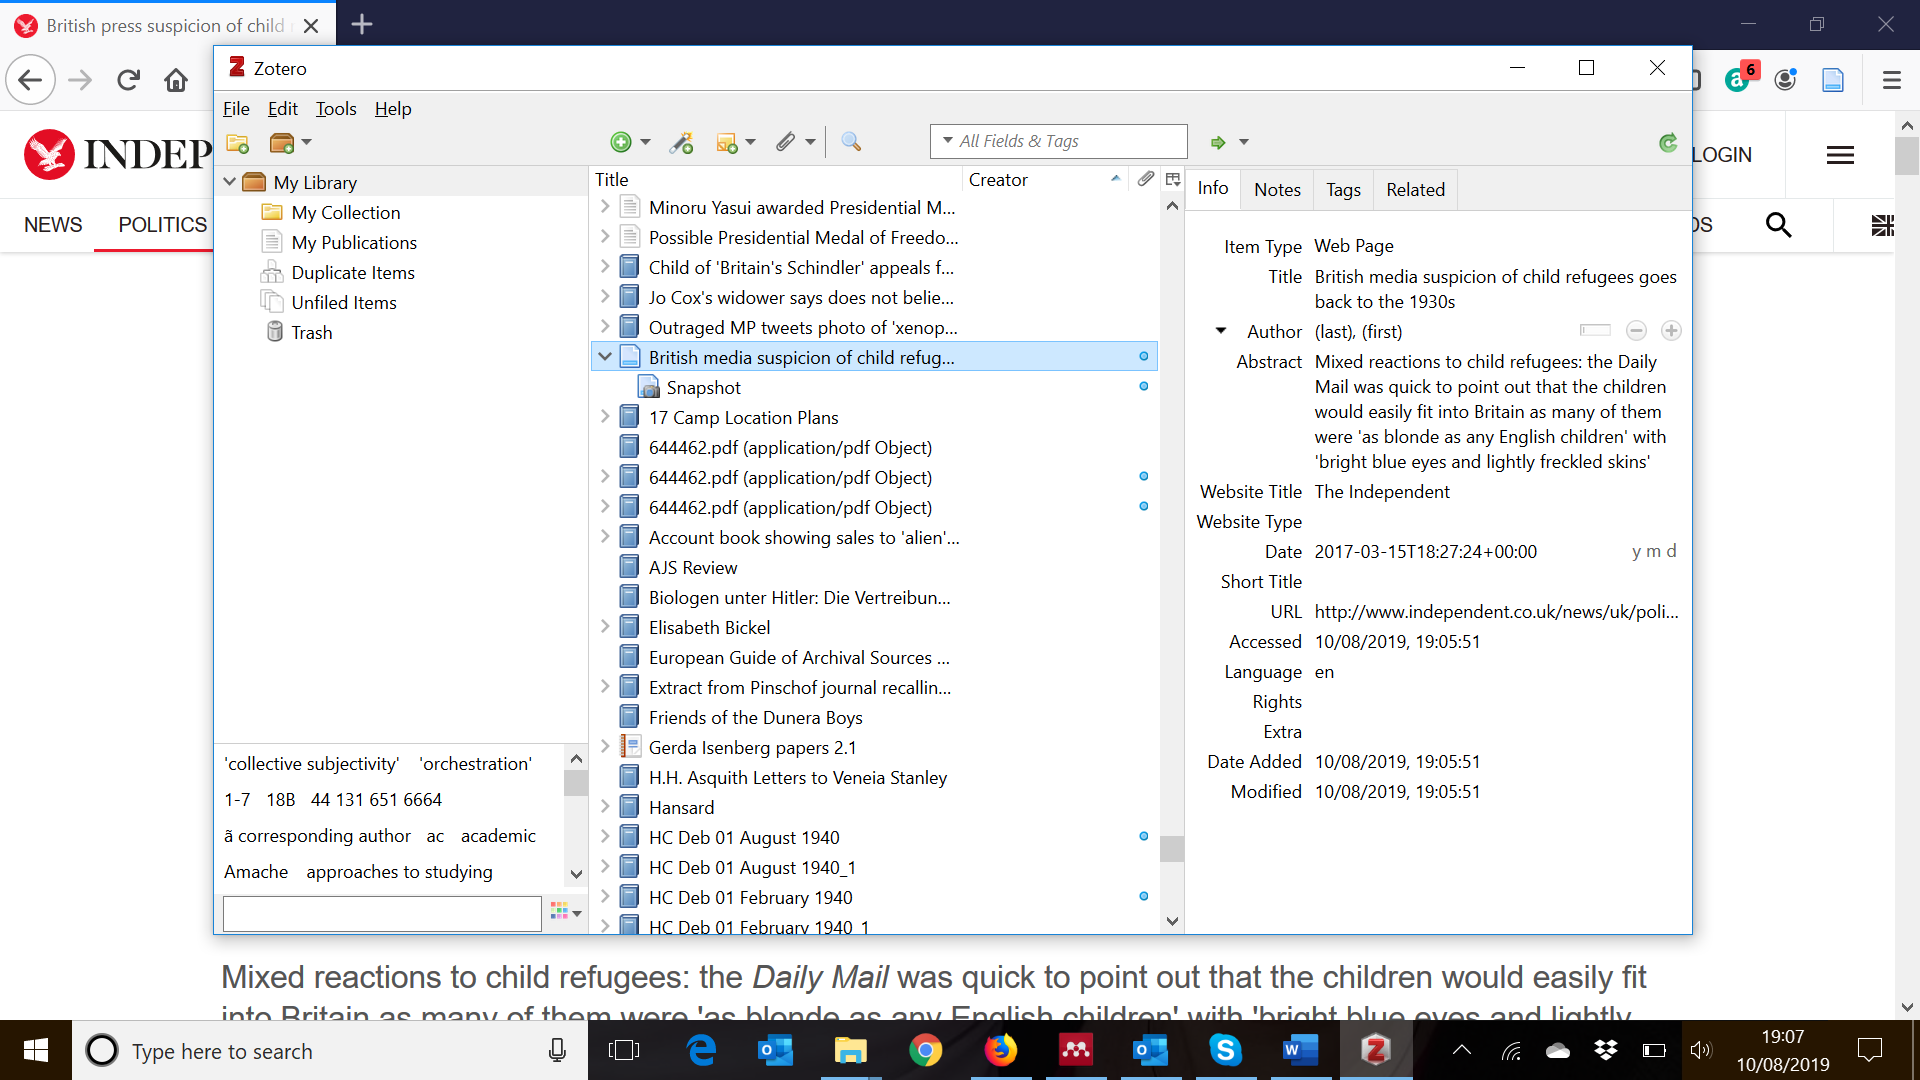 British press suspicion of child
Zotero
File Edit Tools Help
All Fields & Tags
6
INDEP
LOGIN
NEWS POLITICS
DS
My Library
My Collection
My Publications
Duplicate Items
Unfiled Items
Trash
'collective subjectivity' 'orchestration'
1-7 18B 44 131 651 6664
ã corresponding author ac academic
Amache approaches to studying
Title Creator
Minoru Yasui awarded Presidential M...
Possible Presidential Medal of Freedo...
Child of 'Britain's Schindler' appeals f...
Jo Cox's widower says does not belie...
Outraged MP tweets photo of 'xenop...
British media suspicion of child refug...
Snapshot
17 Camp Location Plans
644462.pdf (application/pdf Object)
644462.pdf (application/pdf Object)
644462.pdf (application/pdf Object)
Account book showing sales to 'alien'...
AJS Review
Biologen unter Hitler: Die Vertreibun...
Elisabeth Bickel
European Guide of Archival Sources ...
Extract from Pinschof journal recallin...
Friends of the Dunera Boys
Gerda Isenberg papers 2.1
H.H. Asquith Letters to Veneia Stanley
Hansard
HC Deb 01 August 1940
HC Deb 01 August 1940_1
HC Deb 01 February 1940
HC Deb 01 February 1940_1
Info Notes Tags Related
Item Type Web Page
Title British media suspicion of child refugees goes
back to the 1930s
Author (last), (first)
Abstract Mixed reactions to child refugees: the Daily
Mail was quick to point out that the children
would easily fit into Britain as many of them
were 'as blonde as any English children' with
'bright blue eyes and lightly freckled skins'
Website Title The Independent
Website Type
Date 2017-03-15T18:27:24+00:00 y m d
Short Title
URL http://www.independent.co.uk/news/uk/poli...
Accessed 10/08/2019, 19:05:51
Language en
Rights
Extra
Date Added 10/08/2019, 19:05:51
Modified 10/08/2019, 19:05:51
Mixed reactions to child refugees: the Daily Mail was quick to point out that the children would easily fit
into Britain as many of them were 'as blonde as any English children' with 'bright blue eyes and lightly
Type here to search
19:07
10/08/2019